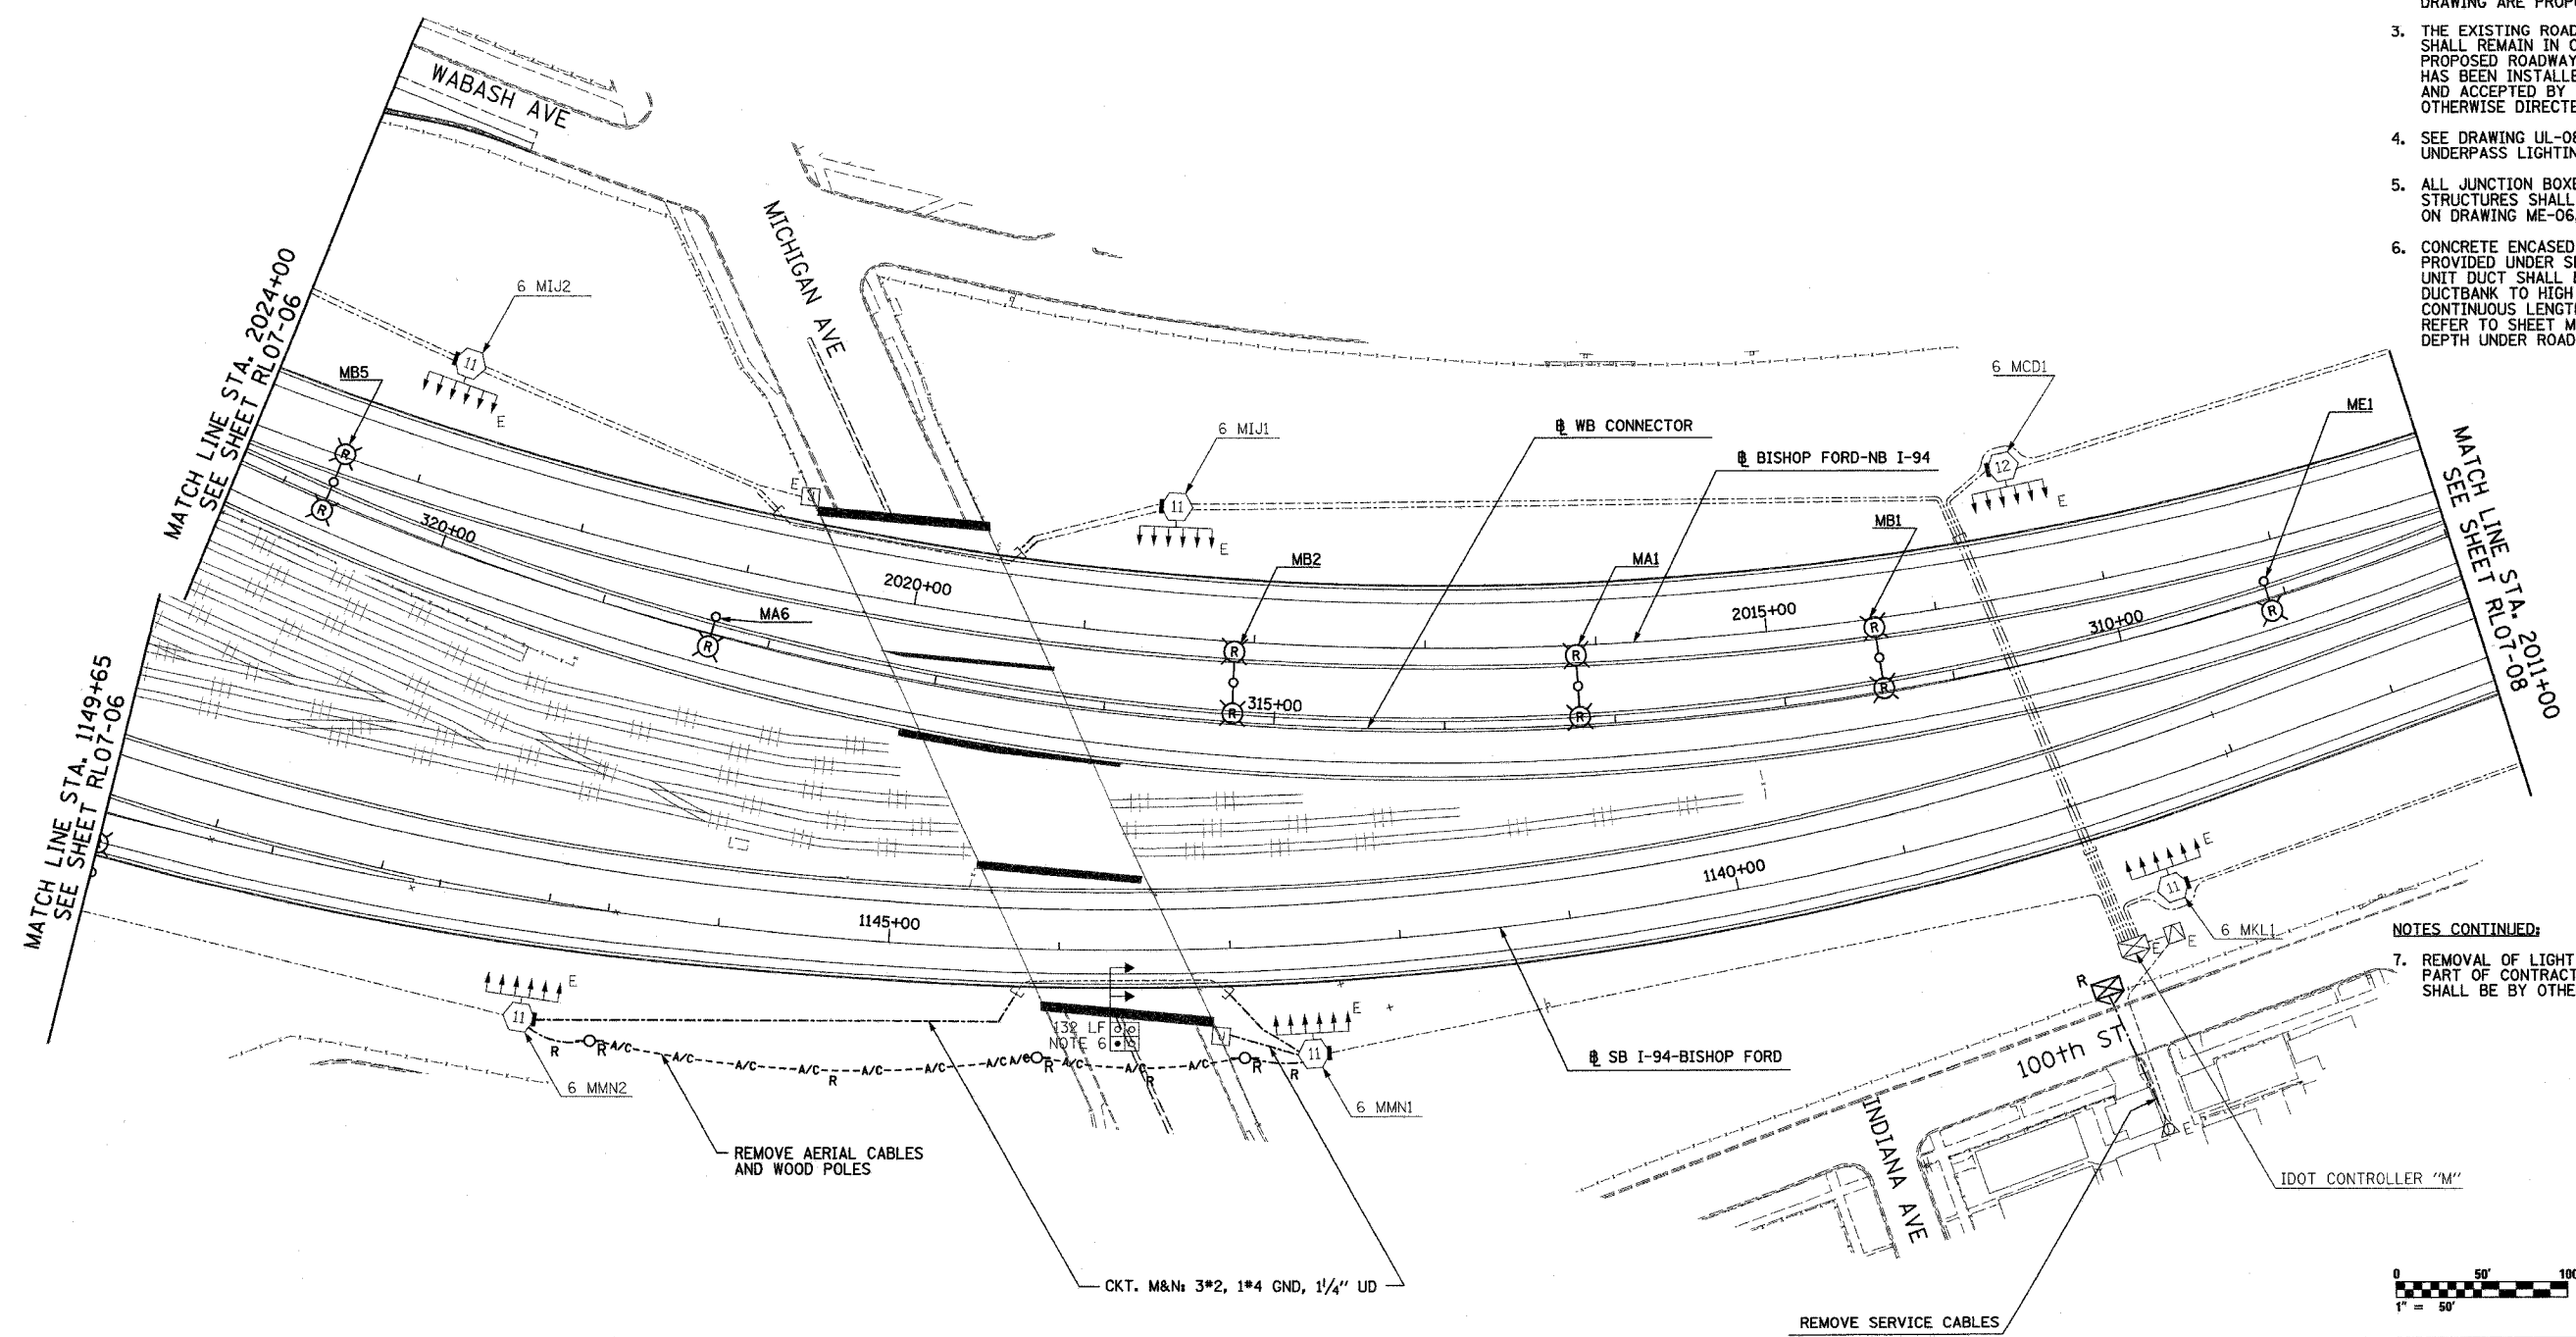 DRAWING ARE PROP
3. THE EXISTING ROAD
SHALL REMAIN IN
PROPOSED ROADWAY
HAS BEEN INSTALLE
AND ACCEPTED BY
OTHERWISE DIRECTE
4. SEE DRAWING UL-08
UNDERPASS LIGHTIN
5. ALL JUNCTION BOXE
STRUCTURES SHALL
ON DRAWING ME-06
6. CONCRETE ENCASED
PROVIDED UNDER
UNIT DUCT SHALL
DUCTBANK TO HIGH
CONTINUOUS LENGT
REFER TO SHEET M
DEPTH UNDER ROAD
WABASH AVE
MICHIGAN AVE
MATCH LINE STA. 2024+00
SEE SHEET RL07-06
6 MIJ2
11
E
MB5
R
R
320+00
E
J
6 MIJ1
11
E
6 MCD1
12
E
ME1
R
℄ WB CONNECTOR
℄ BISHOP FORD-NB I-94
MATCH LINE STA. 2011+00
SEE SHEET RL07-08
MB2
R
R
MA1
R
R
MB1
R
R
2020+00
2015+00
310+00
315+00
MA6
R
MATCH LINE STA. 1149+65
SEE SHEET RL07-06
1145+00
1140+00
11
E
6 MKL1
E
E
NOTES CONTINUED:
7. REMOVAL OF LIGHT
PART OF CONTRACT
SHALL BE BY OTHE
11
E
6 MMN2
132 LF
NOTE 6
J
11
E
6 MMN1
R R A/C A/C A/C A/C R A/C A/C A/C A/C R A/C A/C R A/C R R
℄ SB I-94-BISHOP FORD
R
100th ST
INDIANA AVE
E
REMOVE AERIAL CABLES
AND WOOD POLES
IDOT CONTROLLER "M"
CKT. M&N: 3#2, 1#4 GND, 1¼" UD
REMOVE SERVICE CABLES
0 50' 100
1" = 50'